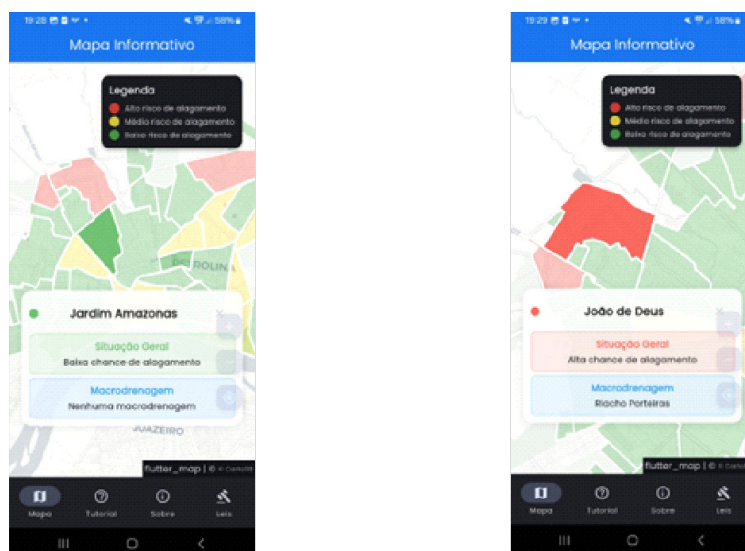 19:28
58%
Mapa Informativo
Legenda
Alto risco de alagamento
Médio risco de alagamento
Baixo risco de alagamento
Jardim Amazonas
Situação Geral
Baixa chance de alagamento
Macrodrenagem
Nenhuma macrodrenagem
JUAZEIRO
flutter_map | ©
Mapa
Tutorial
Sobre
Leis
19:29
58%
Mapa Informativo
Legenda
Alto risco de alagamento
Médio risco de alagamento
Baixo risco de alagamento
João de Deus
Situação Geral
Alta chance de alagamento
Macrodrenagem
Riacho Porteiras
flutter_map | ©
Mapa
Tutorial
Sobre
Leis